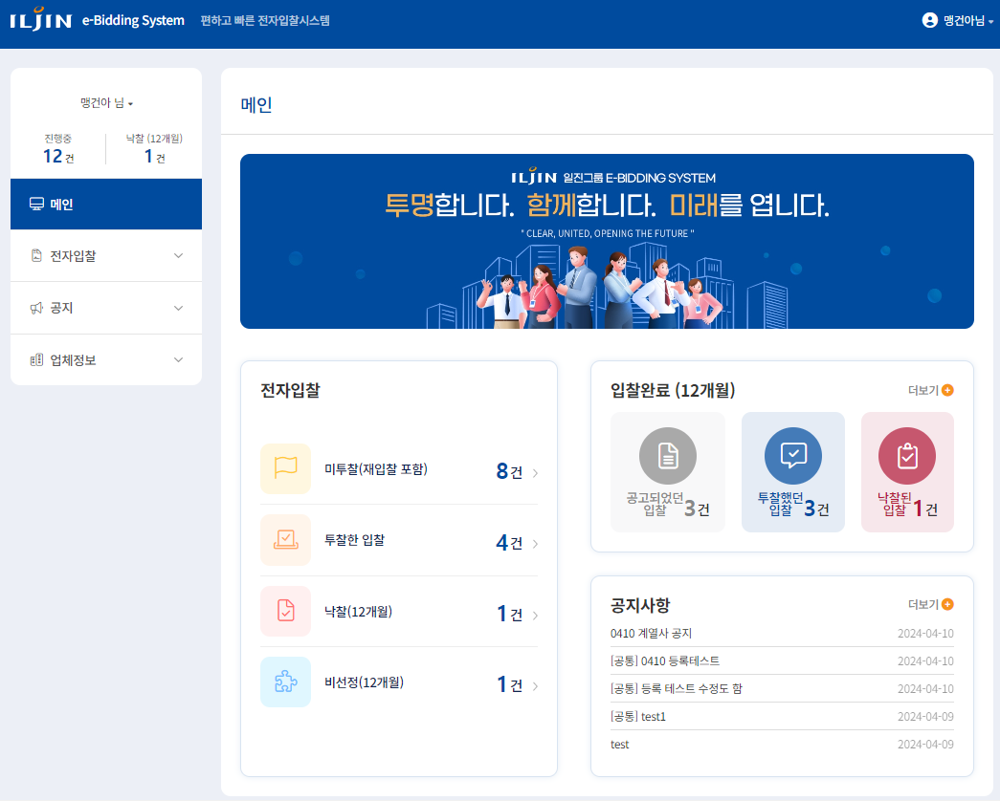 ILJIN e-Bidding System 편하고 빠른 전자입찰시스템 맹건아님
맹건아 님
진행중 낙찰 (12개월)
12 건 1 건
메인
전자입찰
공지
업체정보
메인
ILJIN 일진그룹 E-BIDDING SYSTEM
투명합니다. 함께합니다. 미래를 엽니다.
" CLEAR, UNITED, OPENING THE FUTURE "
전자입찰
미투찰(재입찰 포함) 8 건
투찰한 입찰 4 건
낙찰(12개월) 1 건
비선정(12개월) 1 건
입찰완료 (12개월) 더보기
공고되었던
입찰 3 건
투찰했던
입찰 3 건
낙찰된
입찰 1 건
공지사항 더보기
0410 계열사 공지 2024-04-10
[공통] 0410 등록테스트 2024-04-10
[공통] 등록 테스트 수정도 함 2024-04-10
[공통] test1 2024-04-09
test 2024-04-09